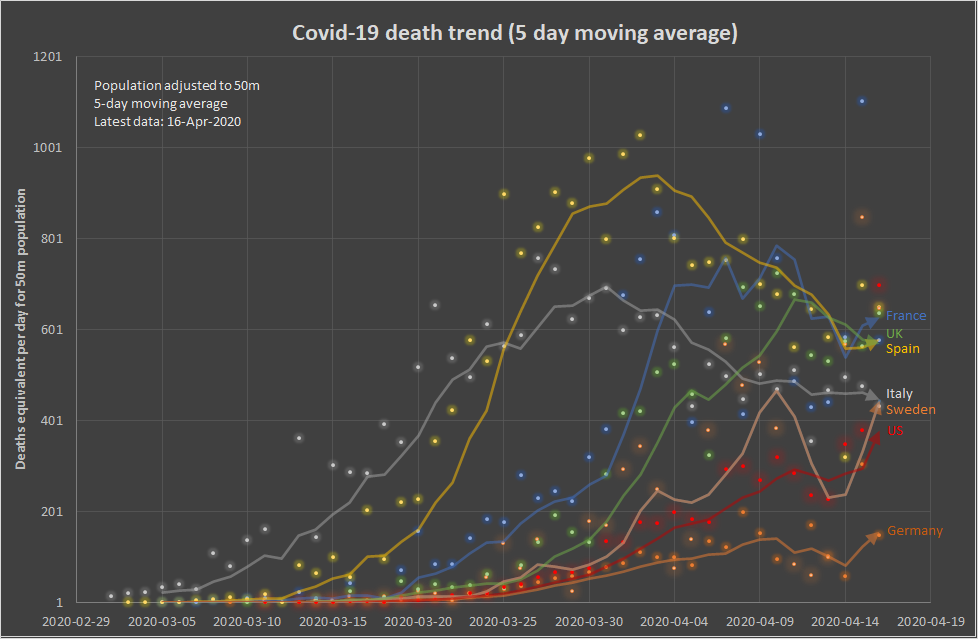 Covid-19 death trend (5 day moving average)
1201
Population adjusted to 50m
5-day moving average
Latest data: 16-Apr-2020
1001
801
601
401
201
1
Deaths equivalent per day for 50m population
France
UK
Spain
Italy
Sweden
US
Germany
2020-02-29 2020-03-05 2020-03-10 2020-03-15 2020-03-20 2020-03-25 2020-03-30 2020-04-04 2020-04-09 2020-04-14 2020-04-19